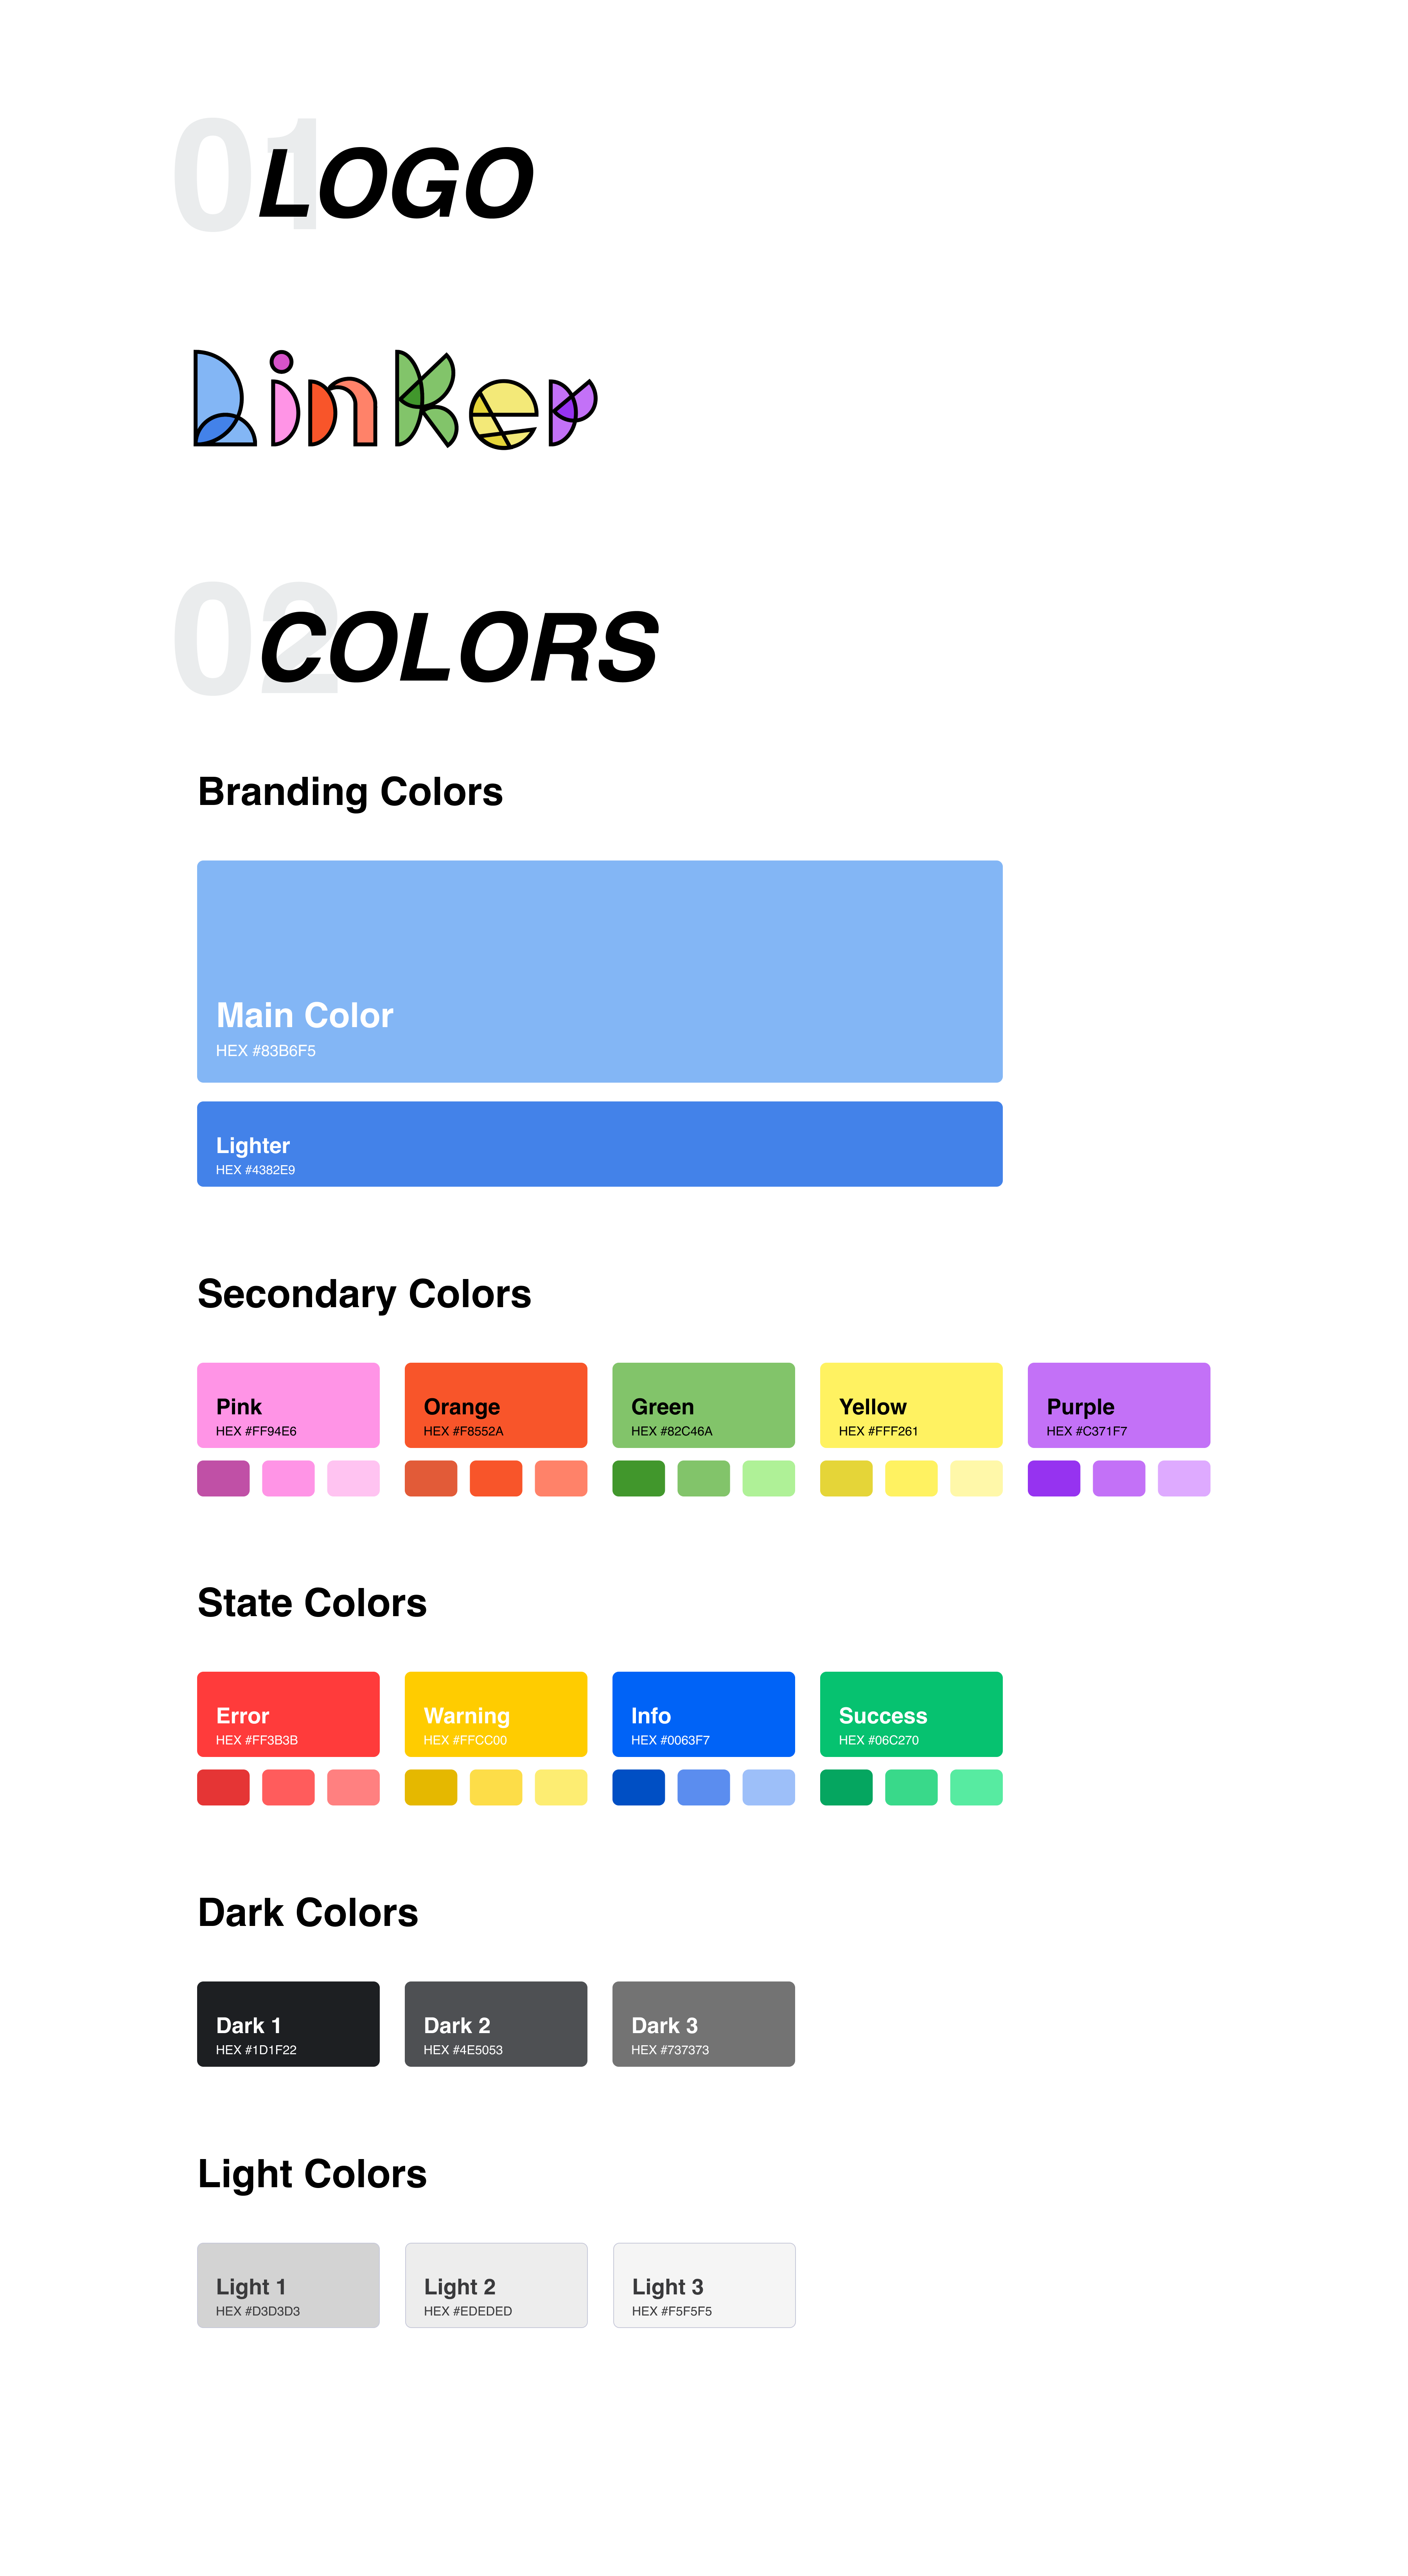 01
LOGO
Linker
02
COLORS
Branding Colors
Main Color
HEX #83B6F5
Lighter
HEX #4382E9
Secondary Colors
Pink
HEX #FF94E6
Orange
HEX #F8552A
Green
HEX #82C46A
Yellow
HEX #FFF261
Purple
HEX #C371F7
State Colors
Error
HEX #FF3B3B
Warning
HEX #FFCC00
Info
HEX #0063F7
Success
HEX #06C270
Dark Colors
Dark 1
HEX #1D1F22
Dark 2
HEX #4E5053
Dark 3
HEX #737373
Light Colors
Light 1
HEX #D3D3D3
Light 2
HEX #EDEDED
Light 3
HEX #F5F5F5